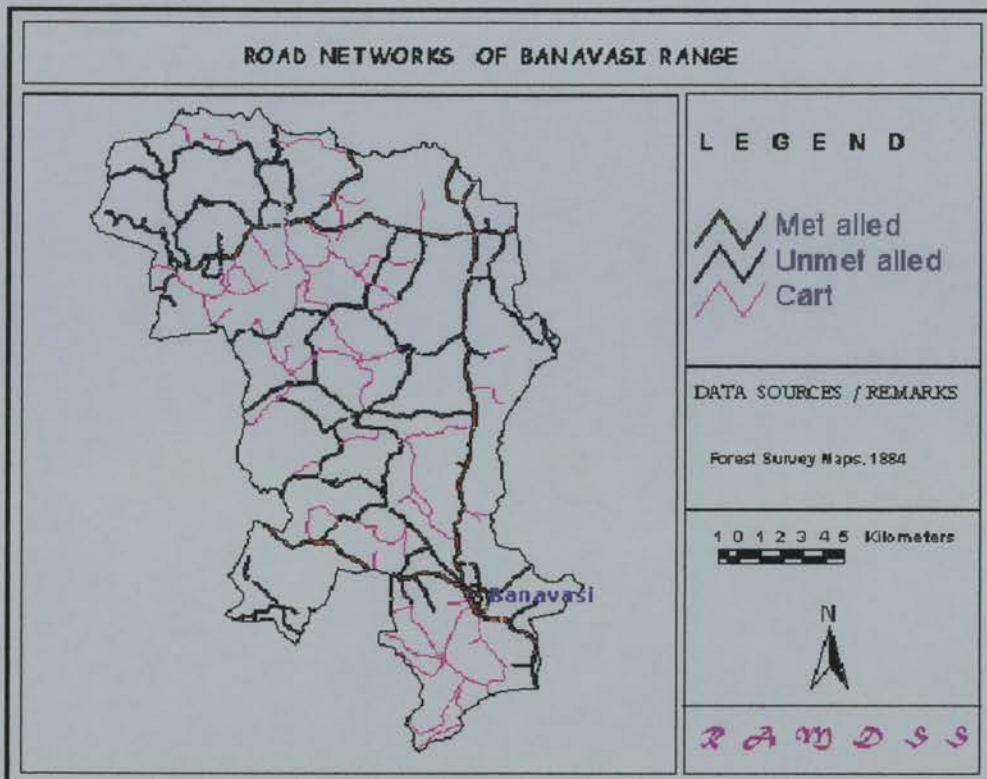 ROAD NETWORKS OF BANAVASI RANGE
LEGEND
Met alled
Unmet alled
Cart
DATA SOURCES / REMARKS
Forest Survey Maps, 1884
1 0 1 2 3 4 5 Kilometers
N
Banavasi
R A M D S S